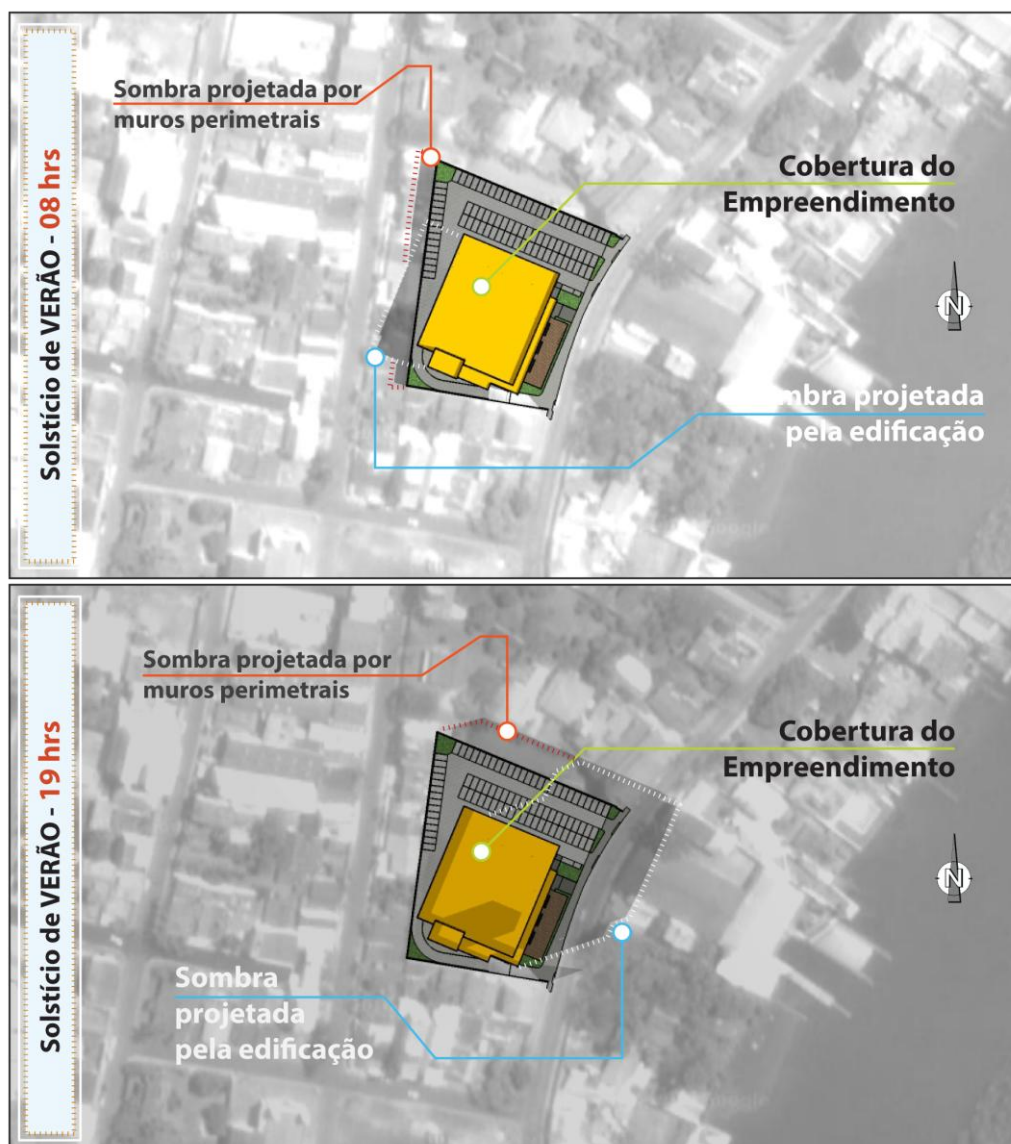 Solstício de VERÃO - 08 hrs
Sombra projetada por
muros perimetrais
Cobertura do
Empreendimento
N
mbra projetada
pela edificação
Solstício de VERÃO - 19 hrs
Sombra projetada por
muros perimetrais
Cobertura do
Empreendimento
N
Sombra
projetada
pela edificação